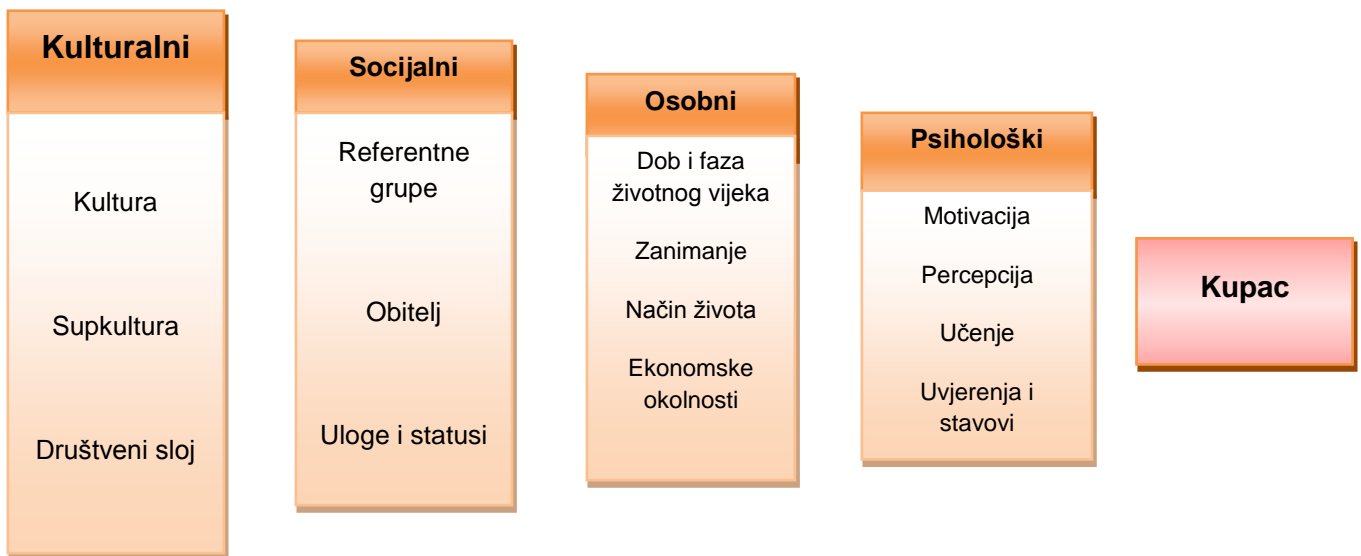 Kulturalni
Kultura
Supkultura
Društveni sloj
Socijalni
Referentne
grupe
Obitelj
Uloge i statusi
Osobni
Dob i faza
životnog vijeka
Zanimanje
Način života
Ekonomske
okolnosti
Psihološki
Motivacija
Percepcija
Učenje
Uvjerenja i
stavovi
Kupac